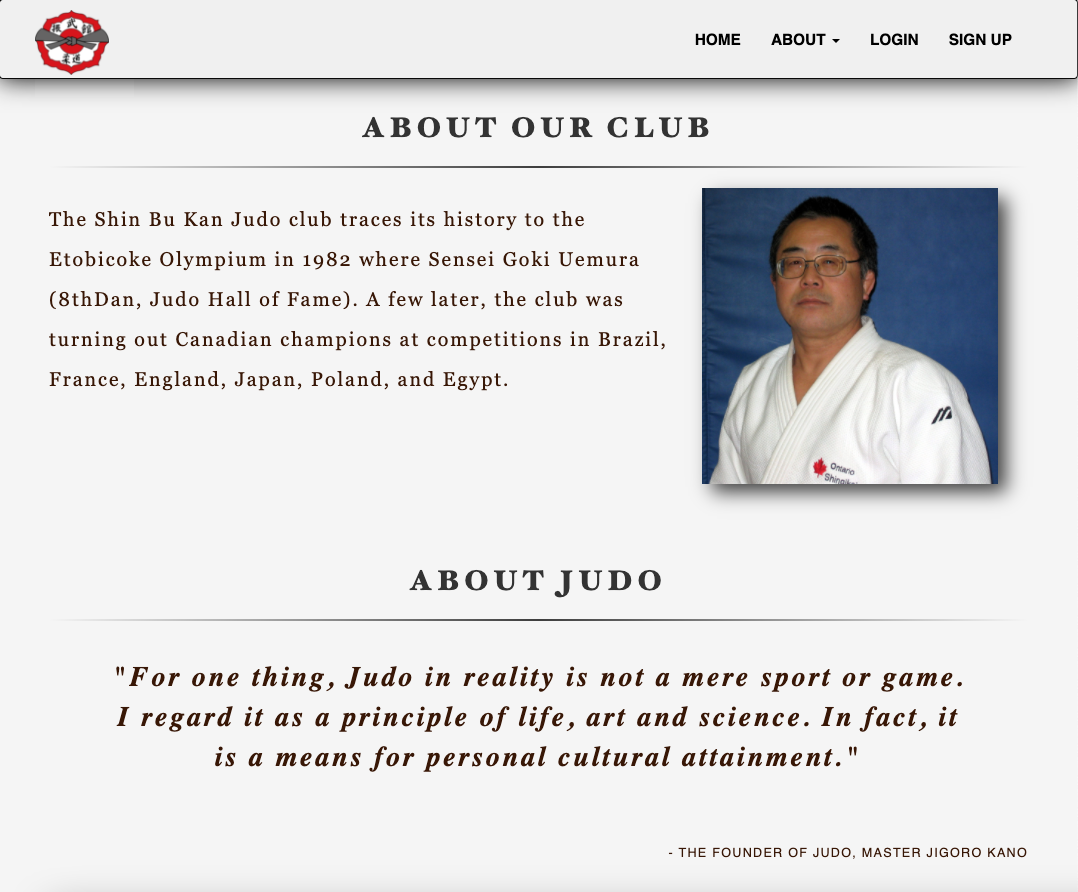 武
柔道
HOME ABOUT LOGIN SIGN UP
ABOUT OUR CLUB
The Shin Bu Kan Judo club traces its history to the
Etobicoke Olympium in 1982 where Sensei Goki Uemura
(8thDan, Judo Hall of Fame). A few later, the club was
turning out Canadian champions at competitions in Brazil,
France, England, Japan, Poland, and Egypt.
Ontario
ABOUT JUDO
"For one thing, Judo in reality is not a mere sport or game.
I regard it as a principle of life, art and science. In fact, it
is a means for personal cultural attainment."
- THE FOUNDER OF JUDO, MASTER JIGORO KANO